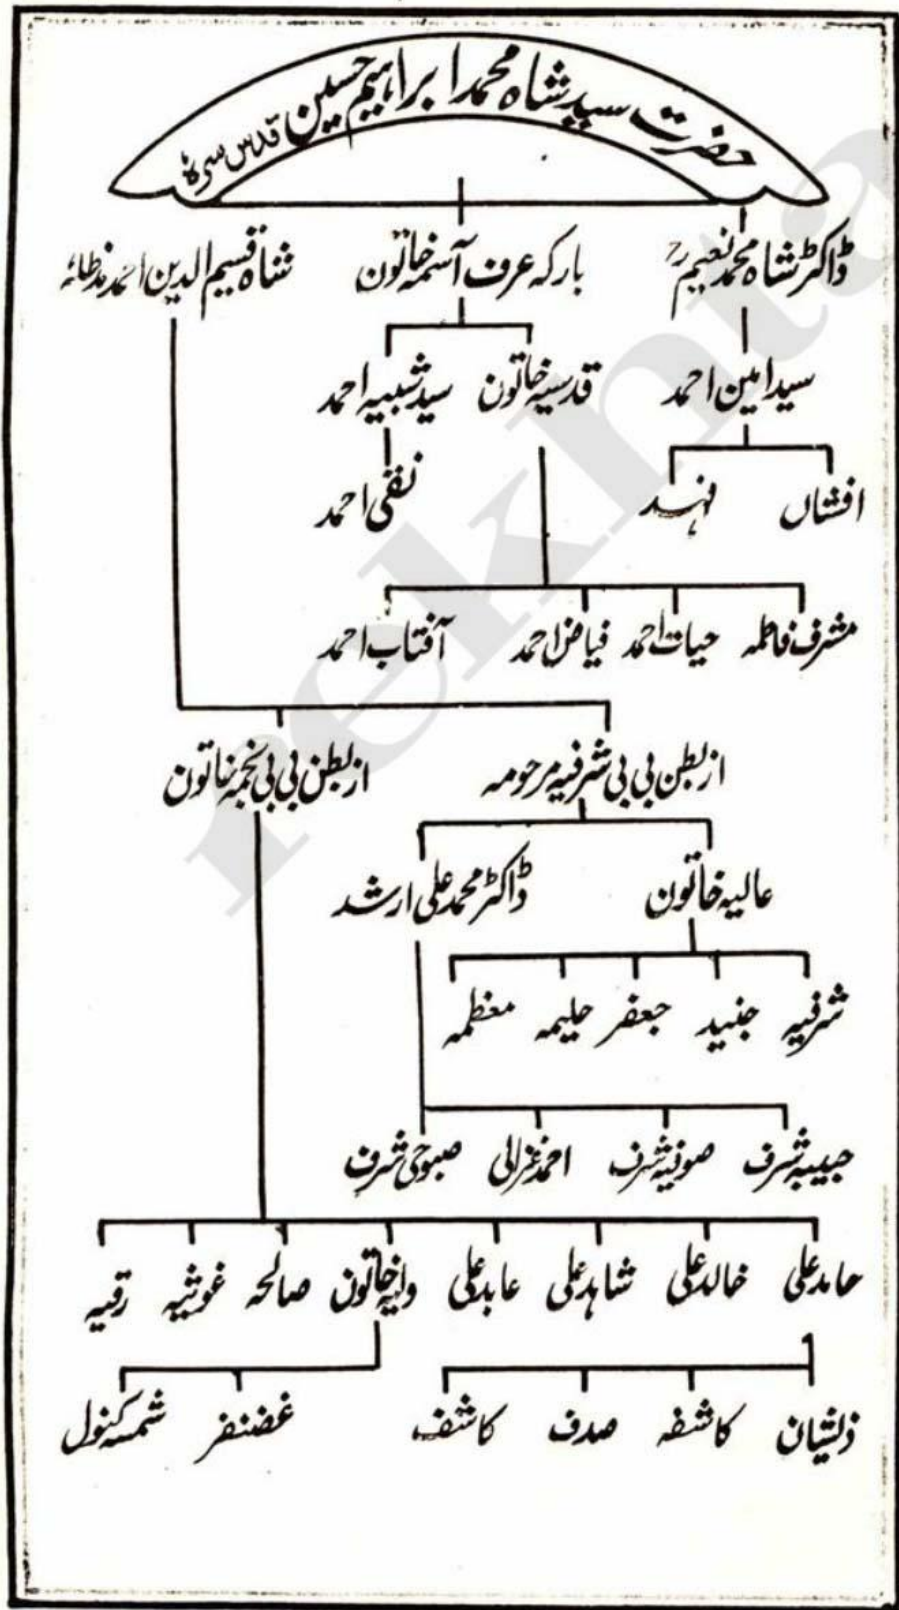 حضرت سید شاہ محمد ابراہیم حسین قدس سرہٗ
ڈاکٹر شاہ محمد نعیم رح بارکہ عرف آسمہ خاتون شاہ قسیم الدین احمد مدظلہ
سید امین احمد قدسیہ خاتون سید شبیہ احمد
افشاں فہد نقی احمد
مشرف فاطمہ حیات احمد فیاض احمد آفتاب احمد
از بطن بی بی شرفیہ مرحومہ از بطن بی بی نجمہ خاتون
عالیہ خاتون ڈاکٹر محمد علی ارشد
شرفیہ جنید جعفر حلیمہ معظمہ
حبیبہ شرف صوفیہ شرف احمد غزالی صبوحی شرف
حامد علی خالد علی شاہد علی عابد علی خاتون صالحہ غوثیہ رقیہ
ذیشان کاشفہ صدف کاشف غضنفر شمسہ کنول
rekhta